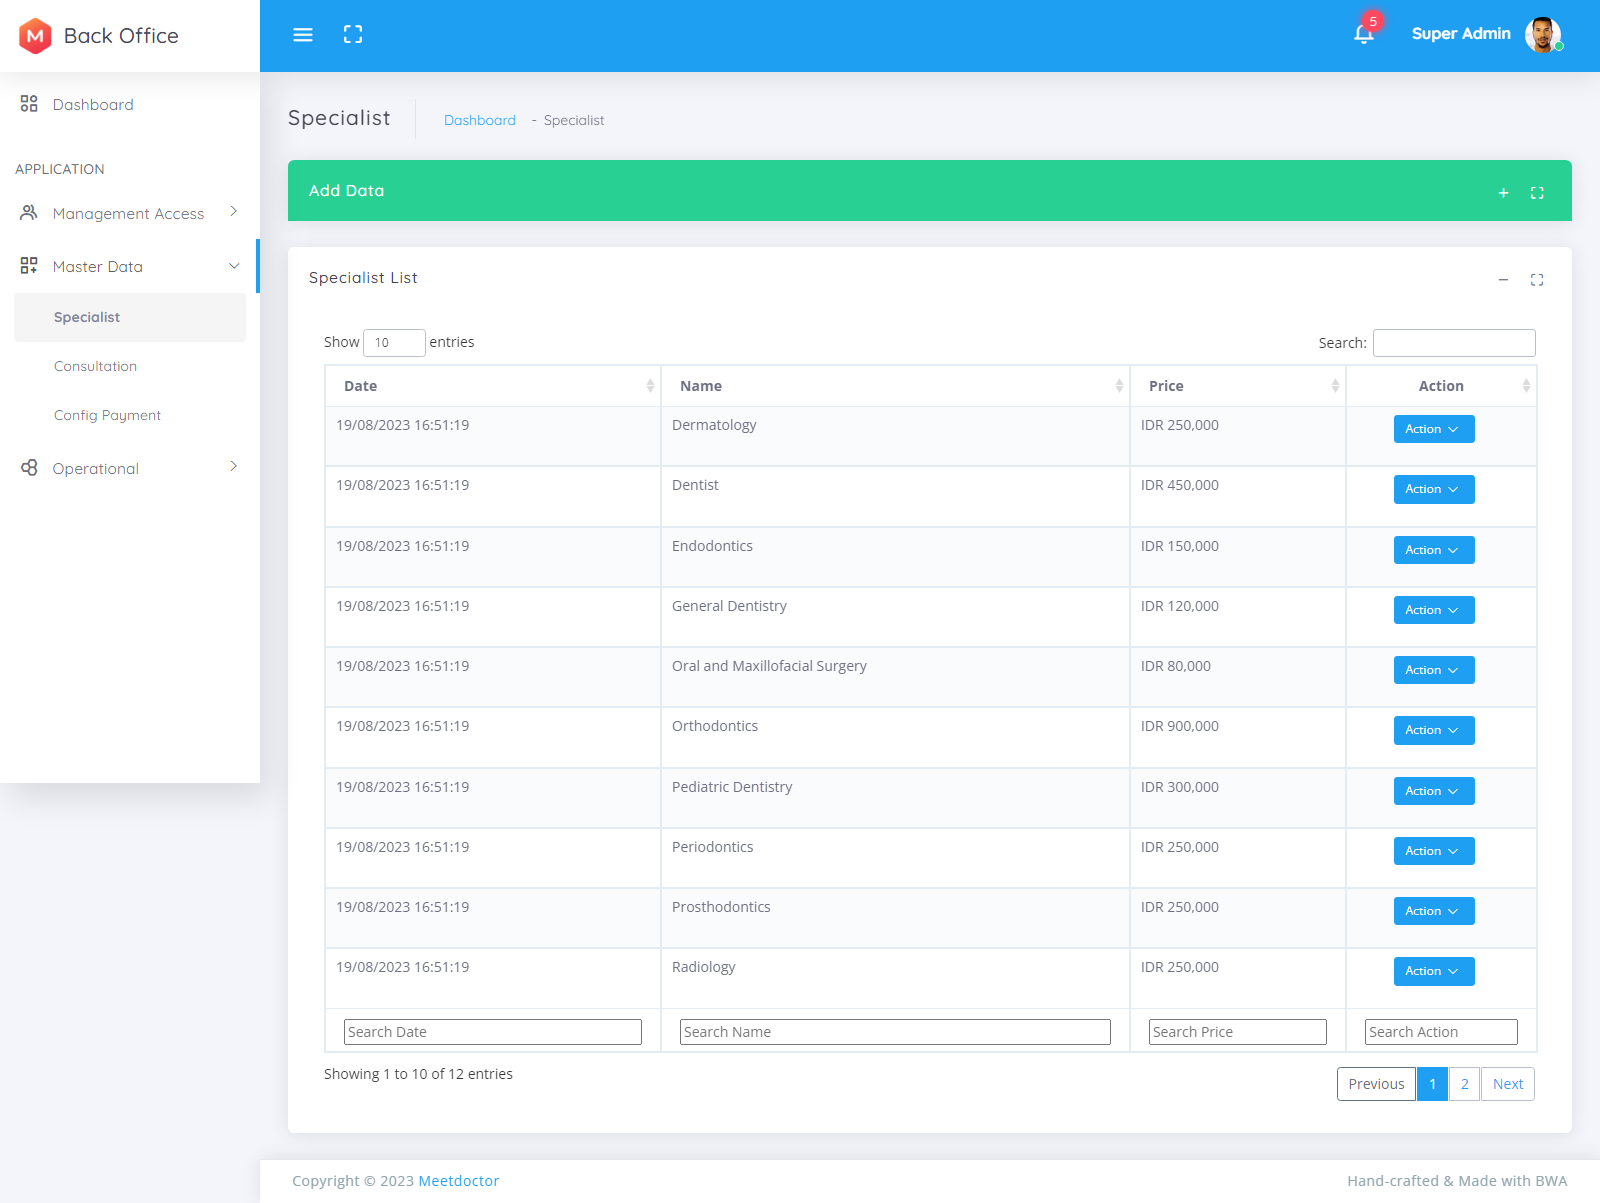 M Back Office
5
Super Admin
Dashboard
APPLICATION
Management Access
Master Data
Specialist
Consultation
Config Payment
Operational
Specialist
Dashboard - Specialist
Add Data
Specialist List
Show 10 entries
Search:
Date Name Price Action
19/08/2023 16:51:19 Dermatology IDR 250,000 Action
19/08/2023 16:51:19 Dentist IDR 450,000 Action
19/08/2023 16:51:19 Endodontics IDR 150,000 Action
19/08/2023 16:51:19 General Dentistry IDR 120,000 Action
19/08/2023 16:51:19 Oral and Maxillofacial Surgery IDR 80,000 Action
19/08/2023 16:51:19 Orthodontics IDR 900,000 Action
19/08/2023 16:51:19 Pediatric Dentistry IDR 300,000 Action
19/08/2023 16:51:19 Periodontics IDR 250,000 Action
19/08/2023 16:51:19 Prosthodontics IDR 250,000 Action
19/08/2023 16:51:19 Radiology IDR 250,000 Action
Search Date Search Name Search Price Search Action
Showing 1 to 10 of 12 entries
Previous 1 2 Next
Copyright © 2023 Meetdoctor
Hand-crafted & Made with BWA